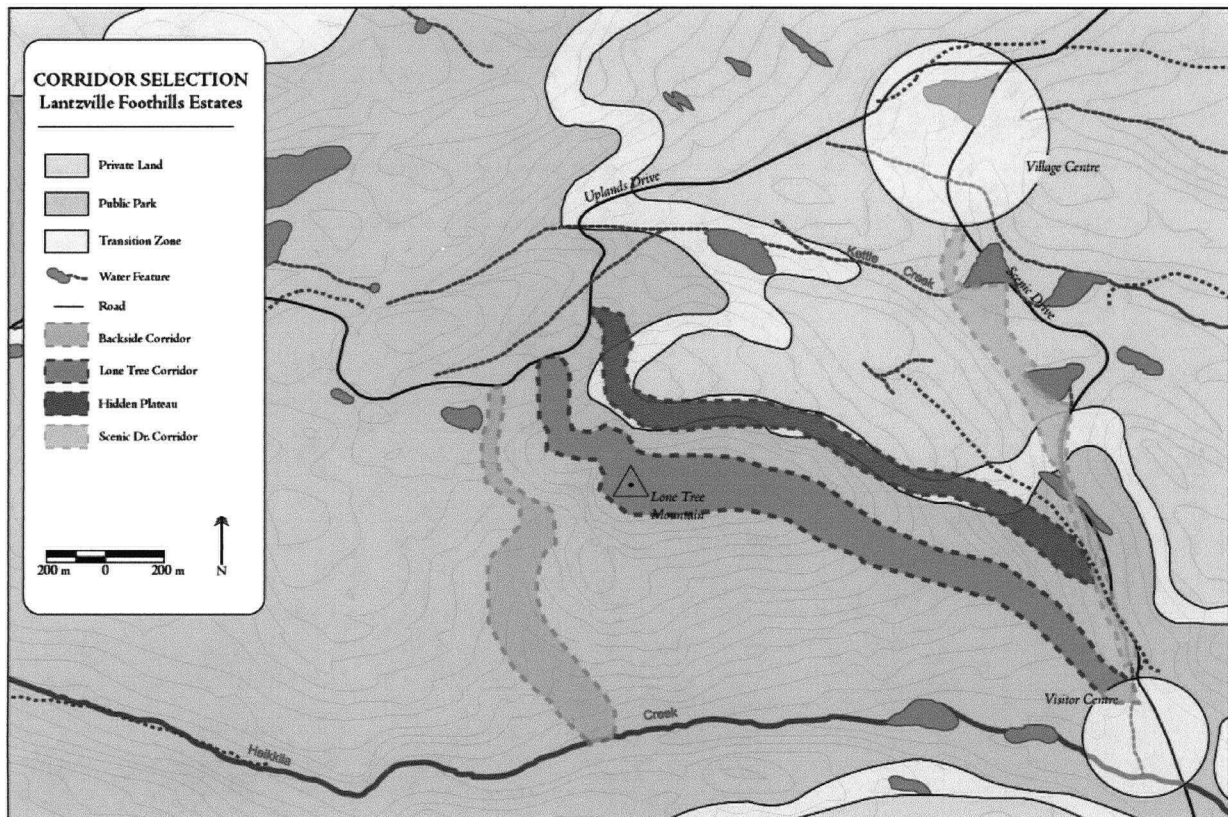 CORRIDOR SELECTION
Lantzville Foothills Estates
Private Land
Public Park
Transition Zone
Water Feature
Road
Backside Corridor
Lone Tree Corridor
Hidden Plateau
Scenic Dr. Corridor
200 m 0 200 m
N
Uplands Drive
Village Centre
Kettle Creek
Scenic Drive
Lone Tree
Mountain
Visitor Centre
Heikkila Creek